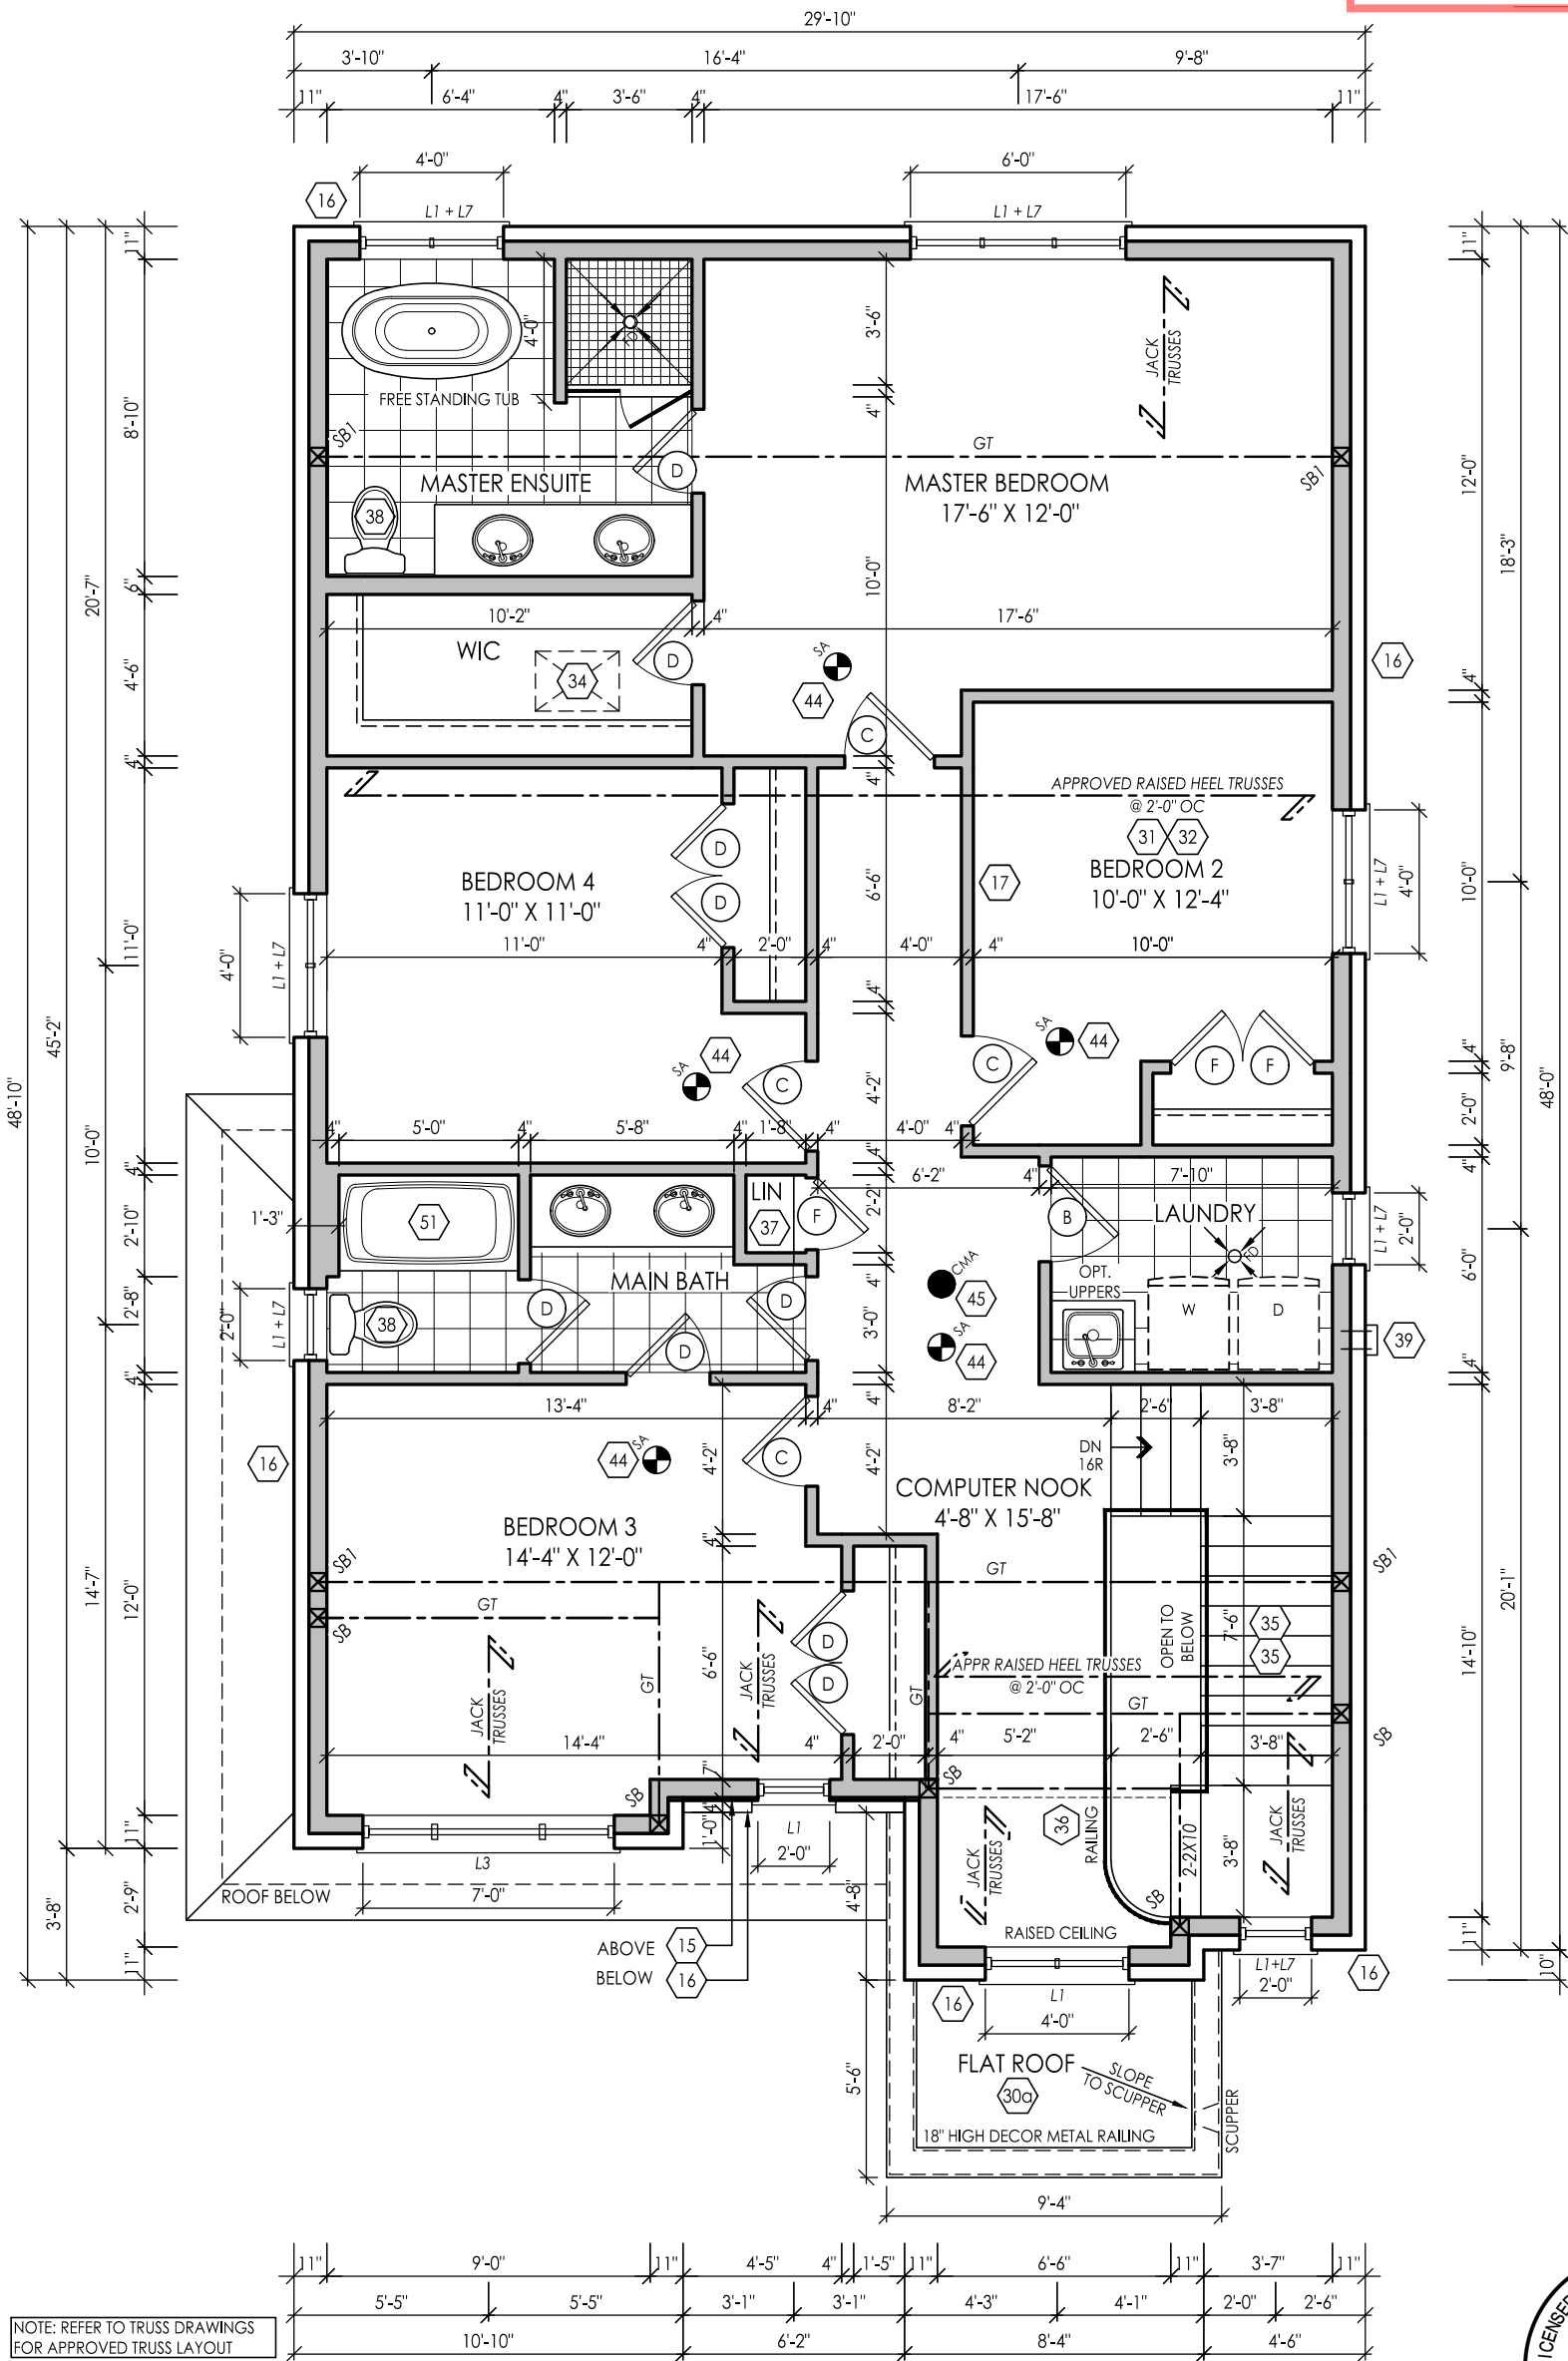 29'-10"
3'-10" 16'-4" 9'-8"
11" 6'-4" 4" 3'-6" 4" 17'-6" 11"
4'-0" 6'-0"
16
L1 + L7 L1 + L7
11" 11"
4'-0" TD 3'-6" JACK TRUSSES
FREE STANDING TUB
8'-10" 4" 12'-0"
SB1 GT
D
MASTER ENSUITE MASTER BEDROOM
SB1
17'-6" X 12'-0"
38
48'-10" 45'-2" 20'-7" 6" 10'-0" 18'-3" 48'-0"
10'-2" 4" 17'-6"
WIC
D
4'-6" 34 SA 44 16
C
4" 4" 4"
APPROVED RAISED HEEL TRUSSES
@ 2'-0" OC
31 32
D
BEDROOM 4 BEDROOM 2
17
11'-0" X 11'-0" 10'-0" X 12'-4"
D
6'-6" L1 + L7 4'-0" 10'-0"
11'-0" 4" 2'-0" 4" 4'-0" 4" 10'-0"
4'-0" L1 + L7 11'-0"
4"
SA 44
SA 44
C C F F
4'-2" 4" 9'-8" 2'-0"
10'-0"
4" 5'-0" 4" 5'-8" 4" 1'-8" 4" 4'-0" 4"
4" 4" 4"
6'-2" 4" 7'-10"
LIN
37
F B
LAUNDRY
1'-3" 51 2'-2" FD L1 + L7 2'-0"
2'-10" 6'-0"
MAIN BATH
4" CMA 45
OPT.
UPPERS
W D
D D
2'-8" 2'-0" L1 + L7 38 3'-0" SA 44 39
D
4" 4" 4"
13'-4" 4" 8'-2" 2'-6" 3'-8"
DN
16R
16 44 SA C 4'-2" 4'-2" 3'-8"
COMPUTER NOOK
4'-8" X 15'-8"
BEDROOM 3
14'-4" X 12'-0"
4"
SB1 GT SB1
14'-7" 12'-0" GT 20'-1"
SB
OPEN TO BELOW 7'-6" 35
35
D
D
6'-6" JACK TRUSSES
APPR RAISED HEEL TRUSSES
@ 2'-0" OC
14'-10"
GT GT GT
JACK TRUSSES
14'-4" 4" 2'-0" 4" 5'-2" 2'-6" 3'-8"
SB
7" SB SB
11" 4" 1'-0" 36 RAILING 2-2X10 3'-8" JACK TRUSSES
JACK TRUSSES
L1
2'-0"
L3
7'-0"
ROOF BELOW
3'-8" 2'-9" 4'-8" SB
RAISED CEILING
ABOVE 15
BELOW 16
11" 11" 10"
L1+L7
2'-0"
16
16
L1
4'-0"
5'-6"
FLAT ROOF
30a
SLOPE
TO SCUPPER
SCUPPER
18" HIGH DECOR METAL RAILING
9'-4"
11" 9'-0" 11" 4'-5" 4" 1'-5" 11" 6'-6" 11" 3'-7" 11"
5'-5" 5'-5" 3'-1" 3'-1" 4'-3" 4'-1" 2'-0" 2'-6"
10'-10" 6'-2" 8'-4" 4'-6"
NOTE: REFER TO TRUSS DRAWINGS
FOR APPROVED TRUSS LAYOUT